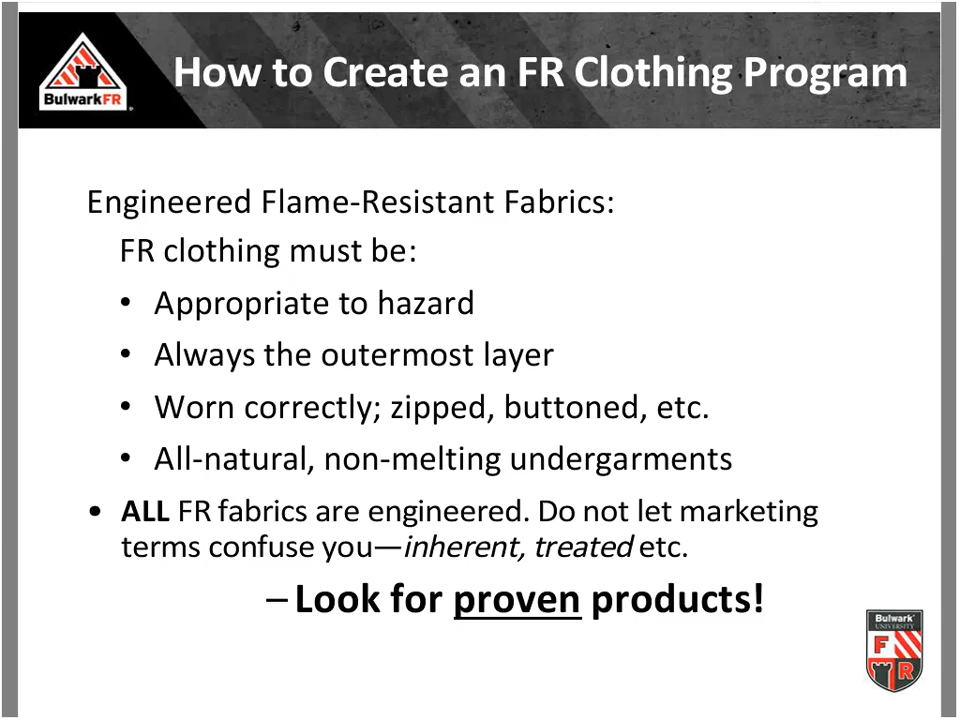 BulwarkFR
How to Create an FR Clothing Program
Engineered Flame-Resistant Fabrics:
FR clothing must be:
• Appropriate to hazard
• Always the outermost layer
• Worn correctly; zipped, buttoned, etc.
• All-natural, non-melting undergarments
• ALL FR fabrics are engineered. Do not let marketing
terms confuse you—inherent, treated etc.
– Look for proven products!
Bulwark
UNIVERSITY
F
R